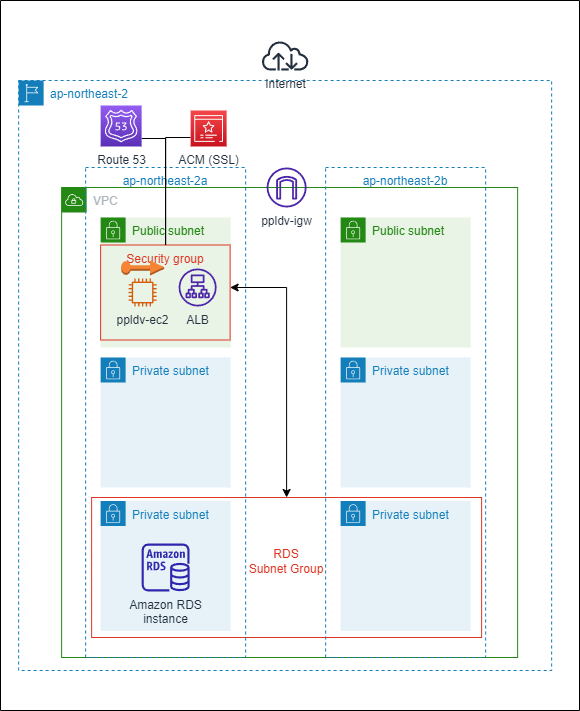 Internet
ap-northeast-2
53
Route 53
ACM (SSL)
ap-northeast-2a
ap-northeast-2b
VPC
ppldv-igw
Public subnet
Public subnet
Security group
ppldv-ec2
ALB
Private subnet
Private subnet
Private subnet
Private subnet
Amazon
RDS
RDS
Subnet Group
Amazon RDS
instance